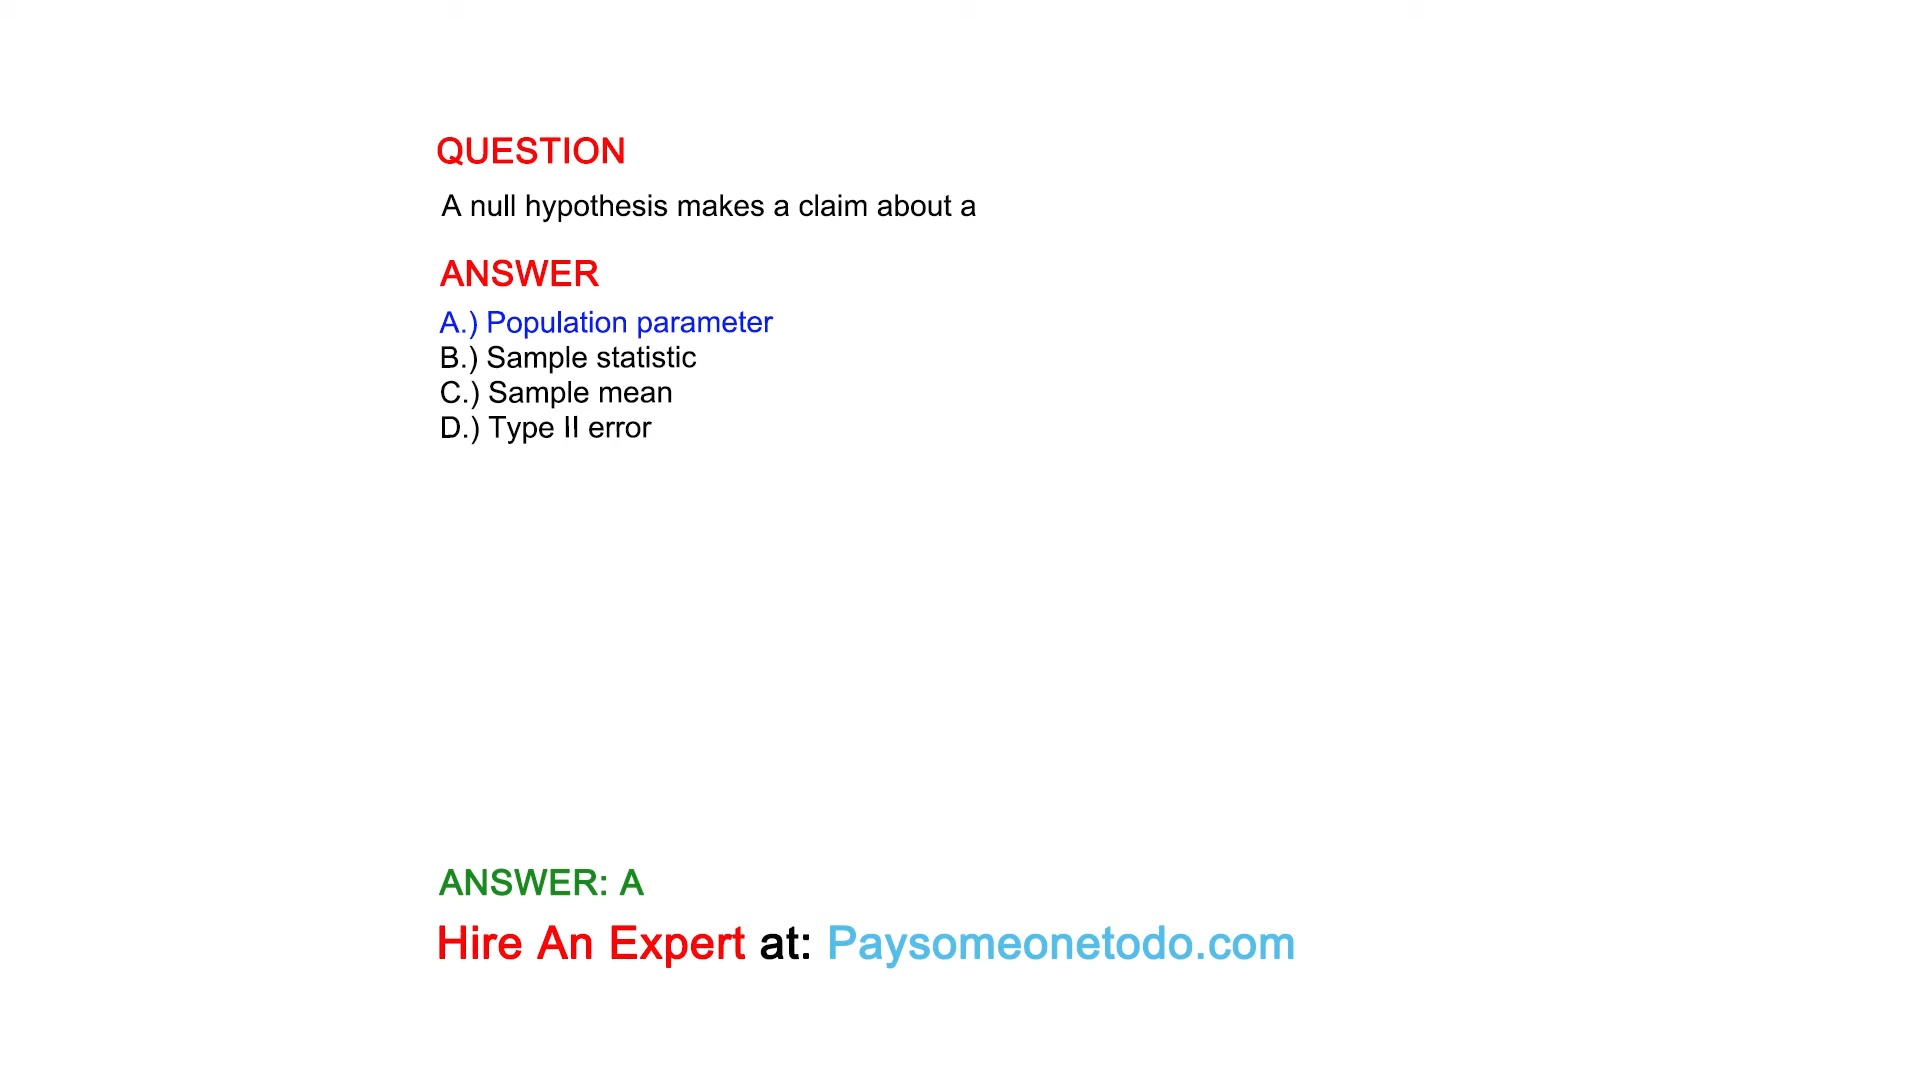 QUESTION
A null hypothesis makes a claim about a
ANSWER
A.) Population parameter
B.) Sample statistic
C.) Sample mean
D.) Type II error
ANSWER: A
Hire An Expert at: Paysomeonetodo.com